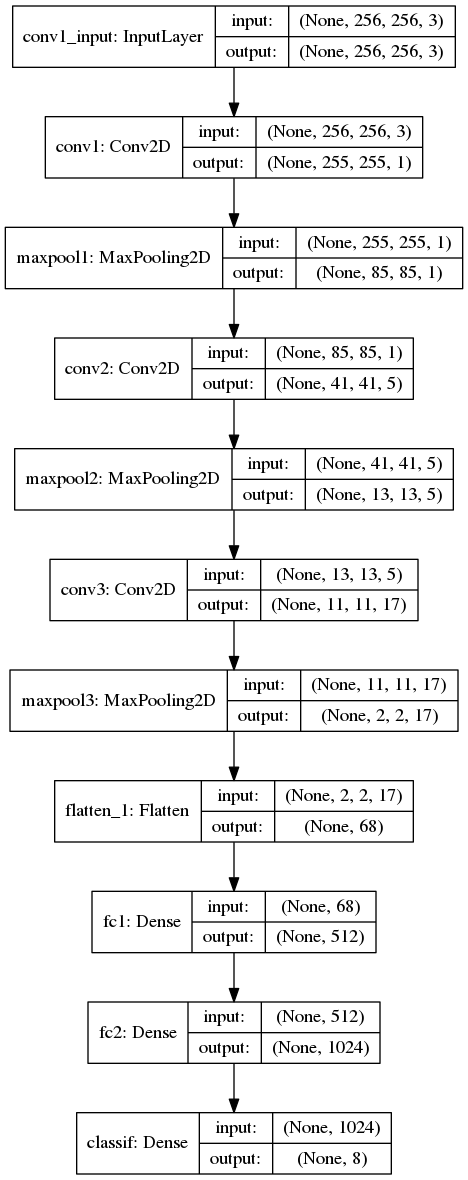 conv1_input: InputLayer
input: (None, 256, 256, 3)
output: (None, 256, 256, 3)
conv1: Conv2D
input: (None, 256, 256, 3)
output: (None, 255, 255, 1)
maxpool1: MaxPooling2D
input: (None, 255, 255, 1)
output: (None, 85, 85, 1)
conv2: Conv2D
input: (None, 85, 85, 1)
output: (None, 41, 41, 5)
maxpool2: MaxPooling2D
input: (None, 41, 41, 5)
output: (None, 13, 13, 5)
conv3: Conv2D
input: (None, 13, 13, 5)
output: (None, 11, 11, 17)
maxpool3: MaxPooling2D
input: (None, 11, 11, 17)
output: (None, 2, 2, 17)
flatten_1: Flatten
input: (None, 2, 2, 17)
output: (None, 68)
fc1: Dense
input: (None, 68)
output: (None, 512)
fc2: Dense
input: (None, 512)
output: (None, 1024)
classif: Dense
input: (None, 1024)
output: (None, 8)